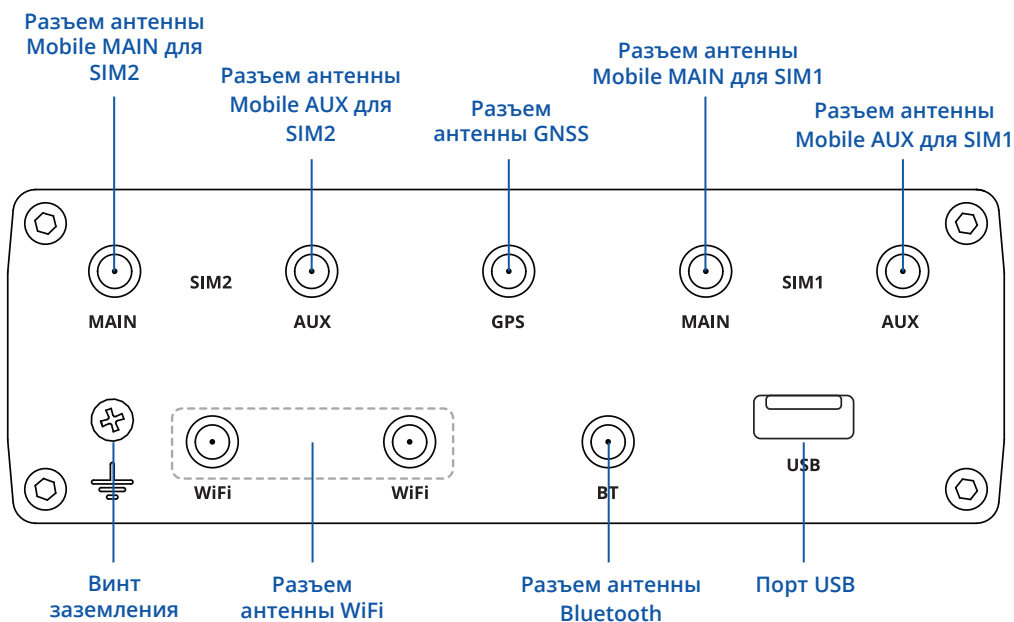 Разъем антенны
Mobile MAIN для
SIM2
Разъем антенны
Mobile AUX для
SIM2
Разъем
антенны GNSS
Разъем антенны
Mobile MAIN для SIM1
Разъем антенны
Mobile AUX для SIM1
SIM2
SIM1
MAIN
AUX
GPS
MAIN
AUX
USB
WiFi
WiFi
BT
Винт
заземления
Разъем
антенны WiFi
Разъем антенны
Bluetooth
Порт USB